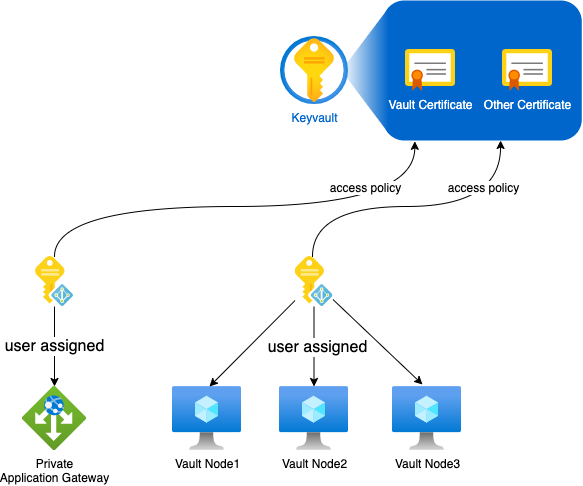 Vault Certificate
Other Certificate
Keyvault
access policy
access policy
user assigned
user assigned
Private
Application Gateway
Vault Node1
Vault Node2
Vault Node3